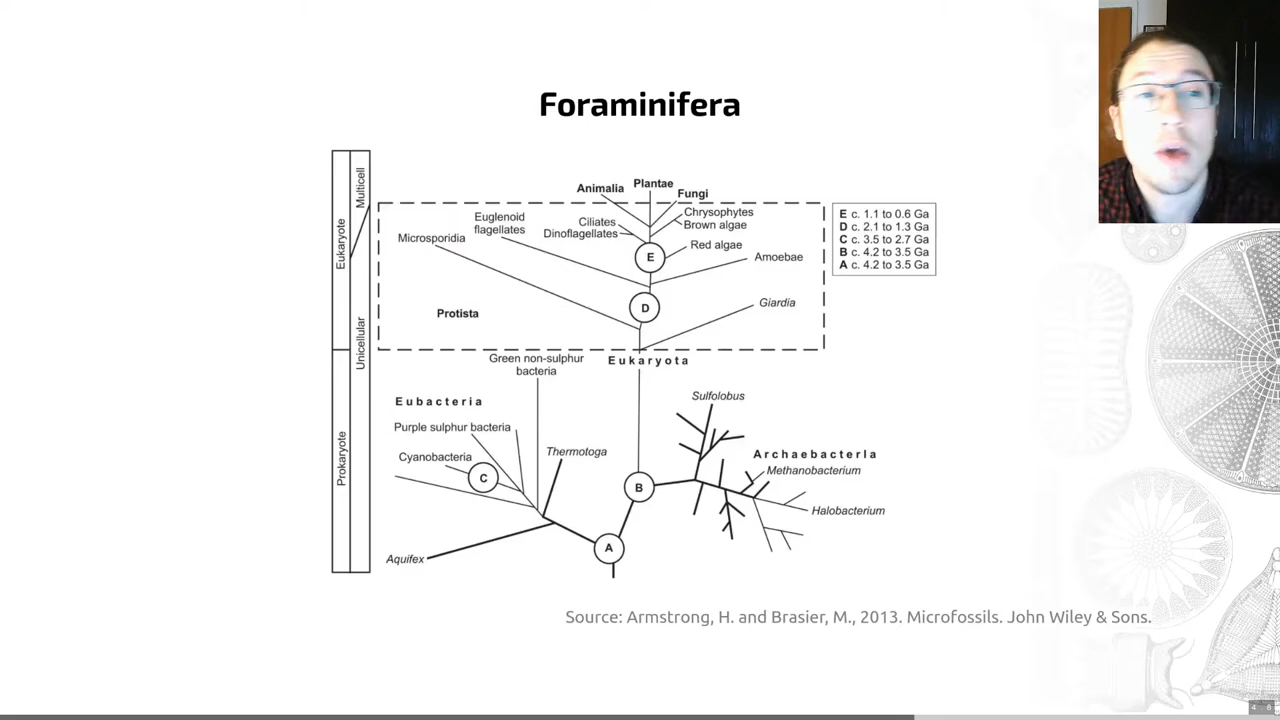 Foraminifera
Multicell
Eukaryote
Unicellular
Prokaryote
Animalia
Plantae
Fungi
Euglenoid
flagellates
Ciliates
Dinoflagellates
Chrysophytes
Brown algae
Microsporidia
Red algae
E
Amoebae
Giardia
D
Protista
E c. 1.1 to 0.6 Ga
D c. 2.1 to 1.3 Ga
C c. 3.5 to 2.7 Ga
B c. 4.2 to 3.5 Ga
A c. 4.2 to 3.5 Ga
Green non-sulphur
bacteria
Eukaryota
Eubacteria
Sulfolobus
Purple sulphur bacteria
Thermotoga
Archaebacteria
Cyanobacteria
Methanobacterium
C
B
Halobacterium
A
Aquifex
Source: Armstrong, H. and Brasier, M., 2013. Microfossils. John Wiley & Sons.
4 8